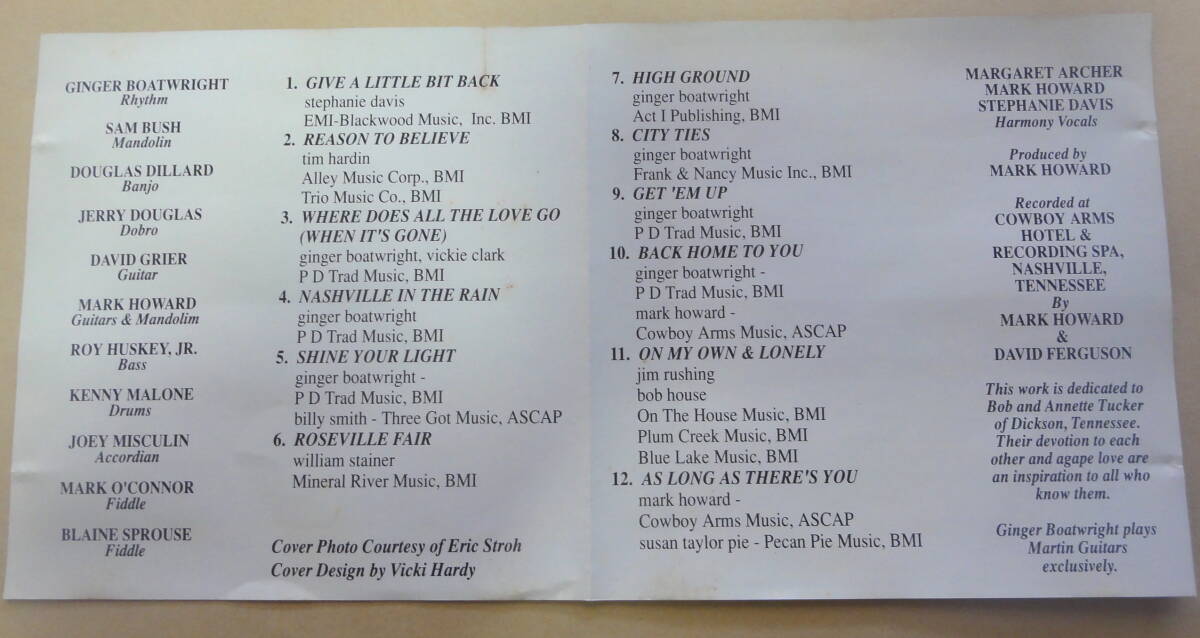 GINGER BOATWRIGHT
Rhythm
SAM BUSH
Mandolin
DOUGLAS DILLARD
Banjo
JERRY DOUGLAS
Dobro
DAVID GRIER
Guitar
MARK HOWARD
Guitars & Mandolim
ROY HUSKEY, JR.
Bass
KENNY MALONE
Drums
JOEY MISCULIN
Accordian
MARK O'CONNOR
Fiddle
BLAINE SPROUSE
Fiddle
1. GIVE A LITTLE BIT BACK
stephanie davis
EMI-Blackwood Music, Inc. BMI
2. REASON TO BELIEVE
tim hardin
Alley Music Corp., BMI
Trio Music Co., BMI
3. WHERE DOES ALL THE LOVE GO
(WHEN IT'S GONE)
ginger boatwright, vickie clark
P D Trad Music, BMI
4. NASHVILLE IN THE RAIN
ginger boatwright
P D Trad Music, BMI
5. SHINE YOUR LIGHT
ginger boatwright -
P D Trad Music, BMI
billy smith - Three Got Music, ASCAP
6. ROSEVILLE FAIR
william stainer
Mineral River Music, BMI
Cover Photo Courtesy of Eric Stroh
Cover Design by Vicki Hardy
7. HIGH GROUND
ginger boatwright
Act I Publishing, BMI
8. CITY TIES
ginger boatwright
Frank & Nancy Music Inc., BMI
9. GET 'EM UP
ginger boatwright
P D Trad Music, BMI
10. BACK HOME TO YOU
ginger boatwright -
P D Trad Music, BMI
mark howard -
Cowboy Arms Music, ASCAP
11. ON MY OWN & LONELY
jim rushing
bob house
On The House Music, BMI
Plum Creek Music, BMI
Blue Lake Music, BMI
12. AS LONG AS THERE'S YOU
mark howard -
Cowboy Arms Music, ASCAP
susan taylor pie - Pecan Pie Music, BMI
MARGARET ARCHER
MARK HOWARD
STEPHANIE DAVIS
Harmony Vocals
Produced by
MARK HOWARD
Recorded at
COWBOY ARMS
HOTEL &
RECORDING SPA,
NASHVILLE,
TENNESSEE
By
MARK HOWARD
&
DAVID FERGUSON
This work is dedicated to
Bob and Annette Tucker
of Dickson, Tennessee.
Their devotion to each
other and agape love are
an inspiration to all who
know them.
Ginger Boatwright plays
Martin Guitars
exclusively.